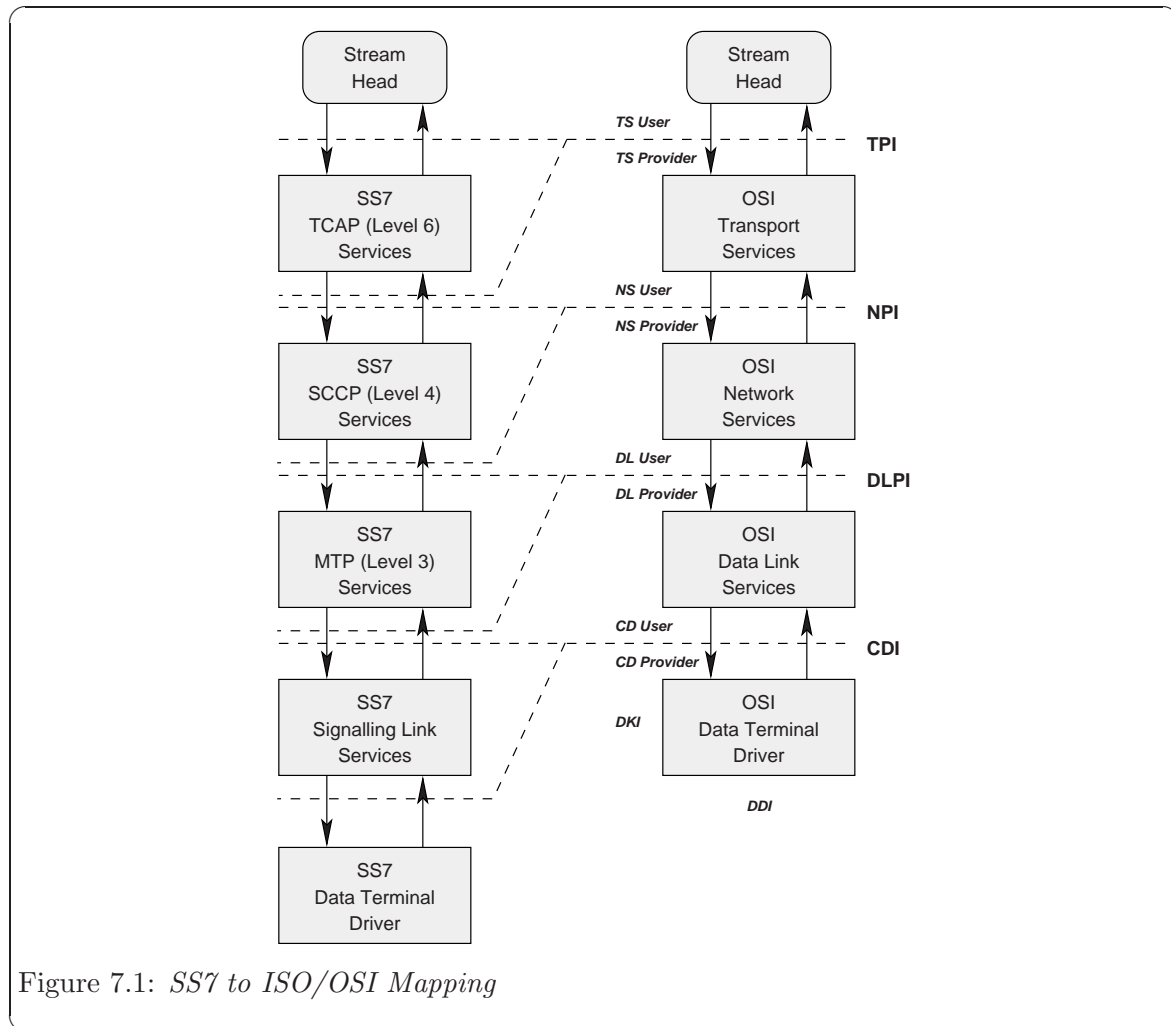 Stream
Head
Stream
Head
TS User
TPI
TS Provider
SS7
TCAP (Level 6)
Services
OSI
Transport
Services
NS User
NPI
NS Provider
SS7
SCCP (Level 4)
Services
OSI
Network
Services
DL User
DLPI
DL Provider
SS7
MTP (Level 3)
Services
OSI
Data Link
Services
CD User
CDI
CD Provider
SS7
Signalling Link
Services
DKI
OSI
Data Terminal
Driver
DDI
SS7
Data Terminal
Driver
Figure 7.1: SS7 to ISO/OSI Mapping